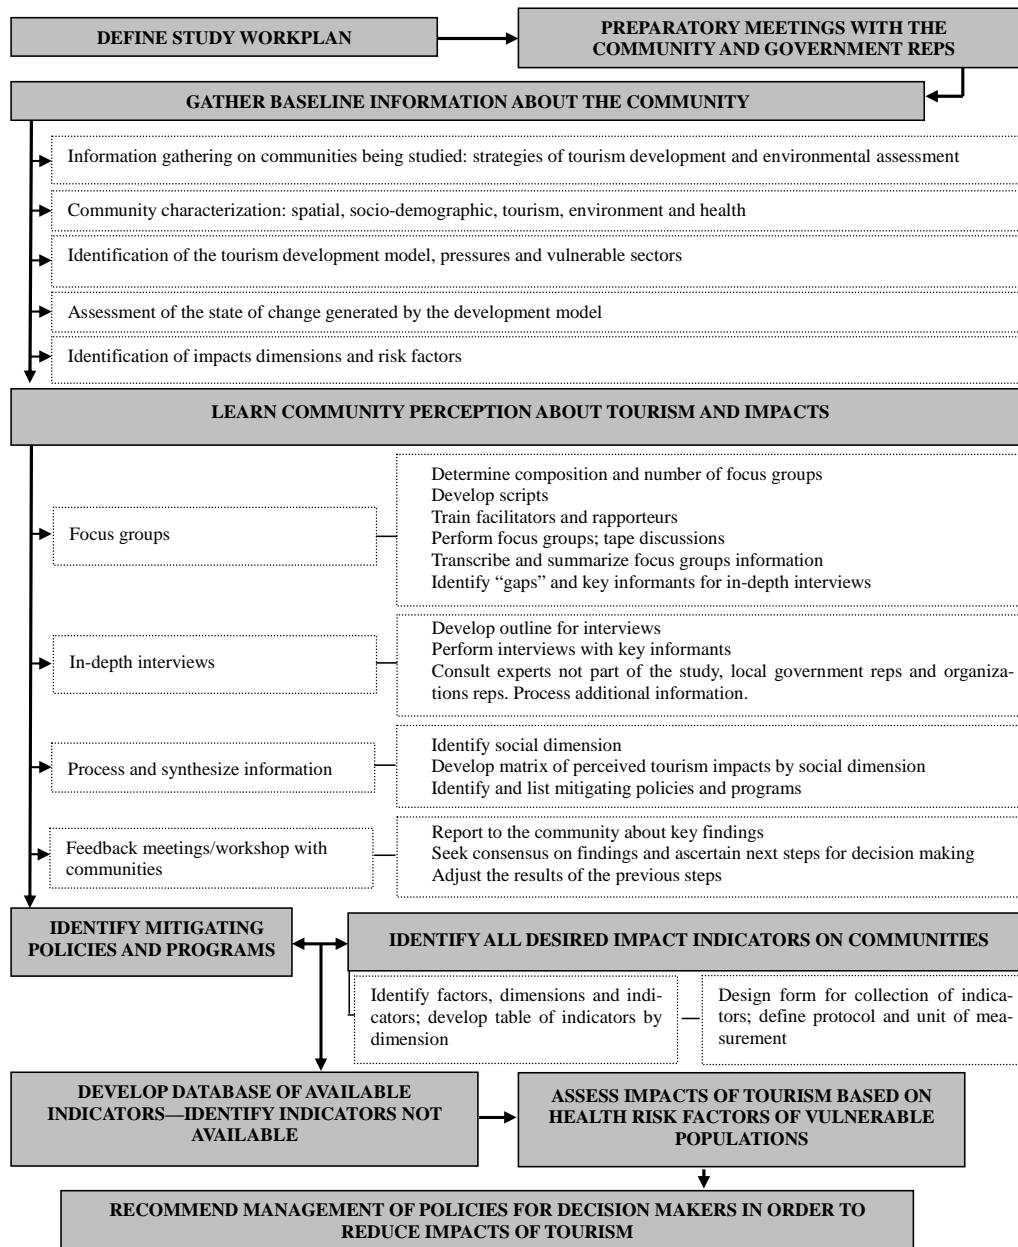 DEFINE STUDY WORKPLAN
PREPARATORY MEETINGS WITH THE
COMMUNITY AND GOVERNMENT REPS
GATHER BASELINE INFORMATION ABOUT THE COMMUNITY
Information gathering on communities being studied: strategies of tourism development and environmental assessment
Community characterization: spatial, socio-demographic, tourism, environment and health
Identification of the tourism development model, pressures and vulnerable sectors
Assessment of the state of change generated by the development model
Identification of impacts dimensions and risk factors
LEARN COMMUNITY PERCEPTION ABOUT TOURISM AND IMPACTS
Focus groups
Determine composition and number of focus groups
Develop scripts
Train facilitators and rapporteurs
Perform focus groups; tape discussions
Transcribe and summarize focus groups information
Identify “gaps” and key informants for in-depth interviews
In-depth interviews
Develop outline for interviews
Perform interviews with key informants
Consult experts not part of the study, local government reps and organiza-
tions reps. Process additional information.
Process and synthesize information
Identify social dimension
Develop matrix of perceived tourism impacts by social dimension
Identify and list mitigating policies and programs
Feedback meetings/workshop with
communities
Report to the community about key findings
Seek consensus on findings and ascertain next steps for decision making
Adjust the results of the previous steps
IDENTIFY MITIGATING
POLICIES AND PROGRAMS
IDENTIFY ALL DESIRED IMPACT INDICATORS ON COMMUNITIES
Identify factors, dimensions and indi-
cators; develop table of indicators by
dimension
Design form for collection of indica-
tors; define protocol and unit of mea-
surement
DEVELOP DATABASE OF AVAILABLE
INDICATORS—IDENTIFY INDICATORS NOT
AVAILABLE
ASSESS IMPACTS OF TOURISM BASED ON
HEALTH RISK FACTORS OF VULNERABLE
POPULATIONS
RECOMMEND MANAGEMENT OF POLICIES FOR DECISION MAKERS IN ORDER TO
REDUCE IMPACTS OF TOURISM